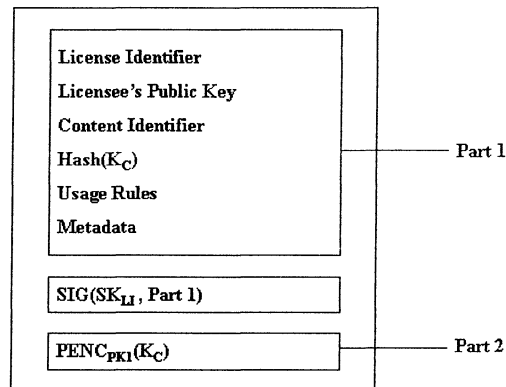 License Identifier
Licensee's Public Key
Content Identifier
Hash(K_C)
Usage Rules
Metadata
Part 1
SIG(SK_LI, Part 1)
PENC_PK1(K_C)
Part 2